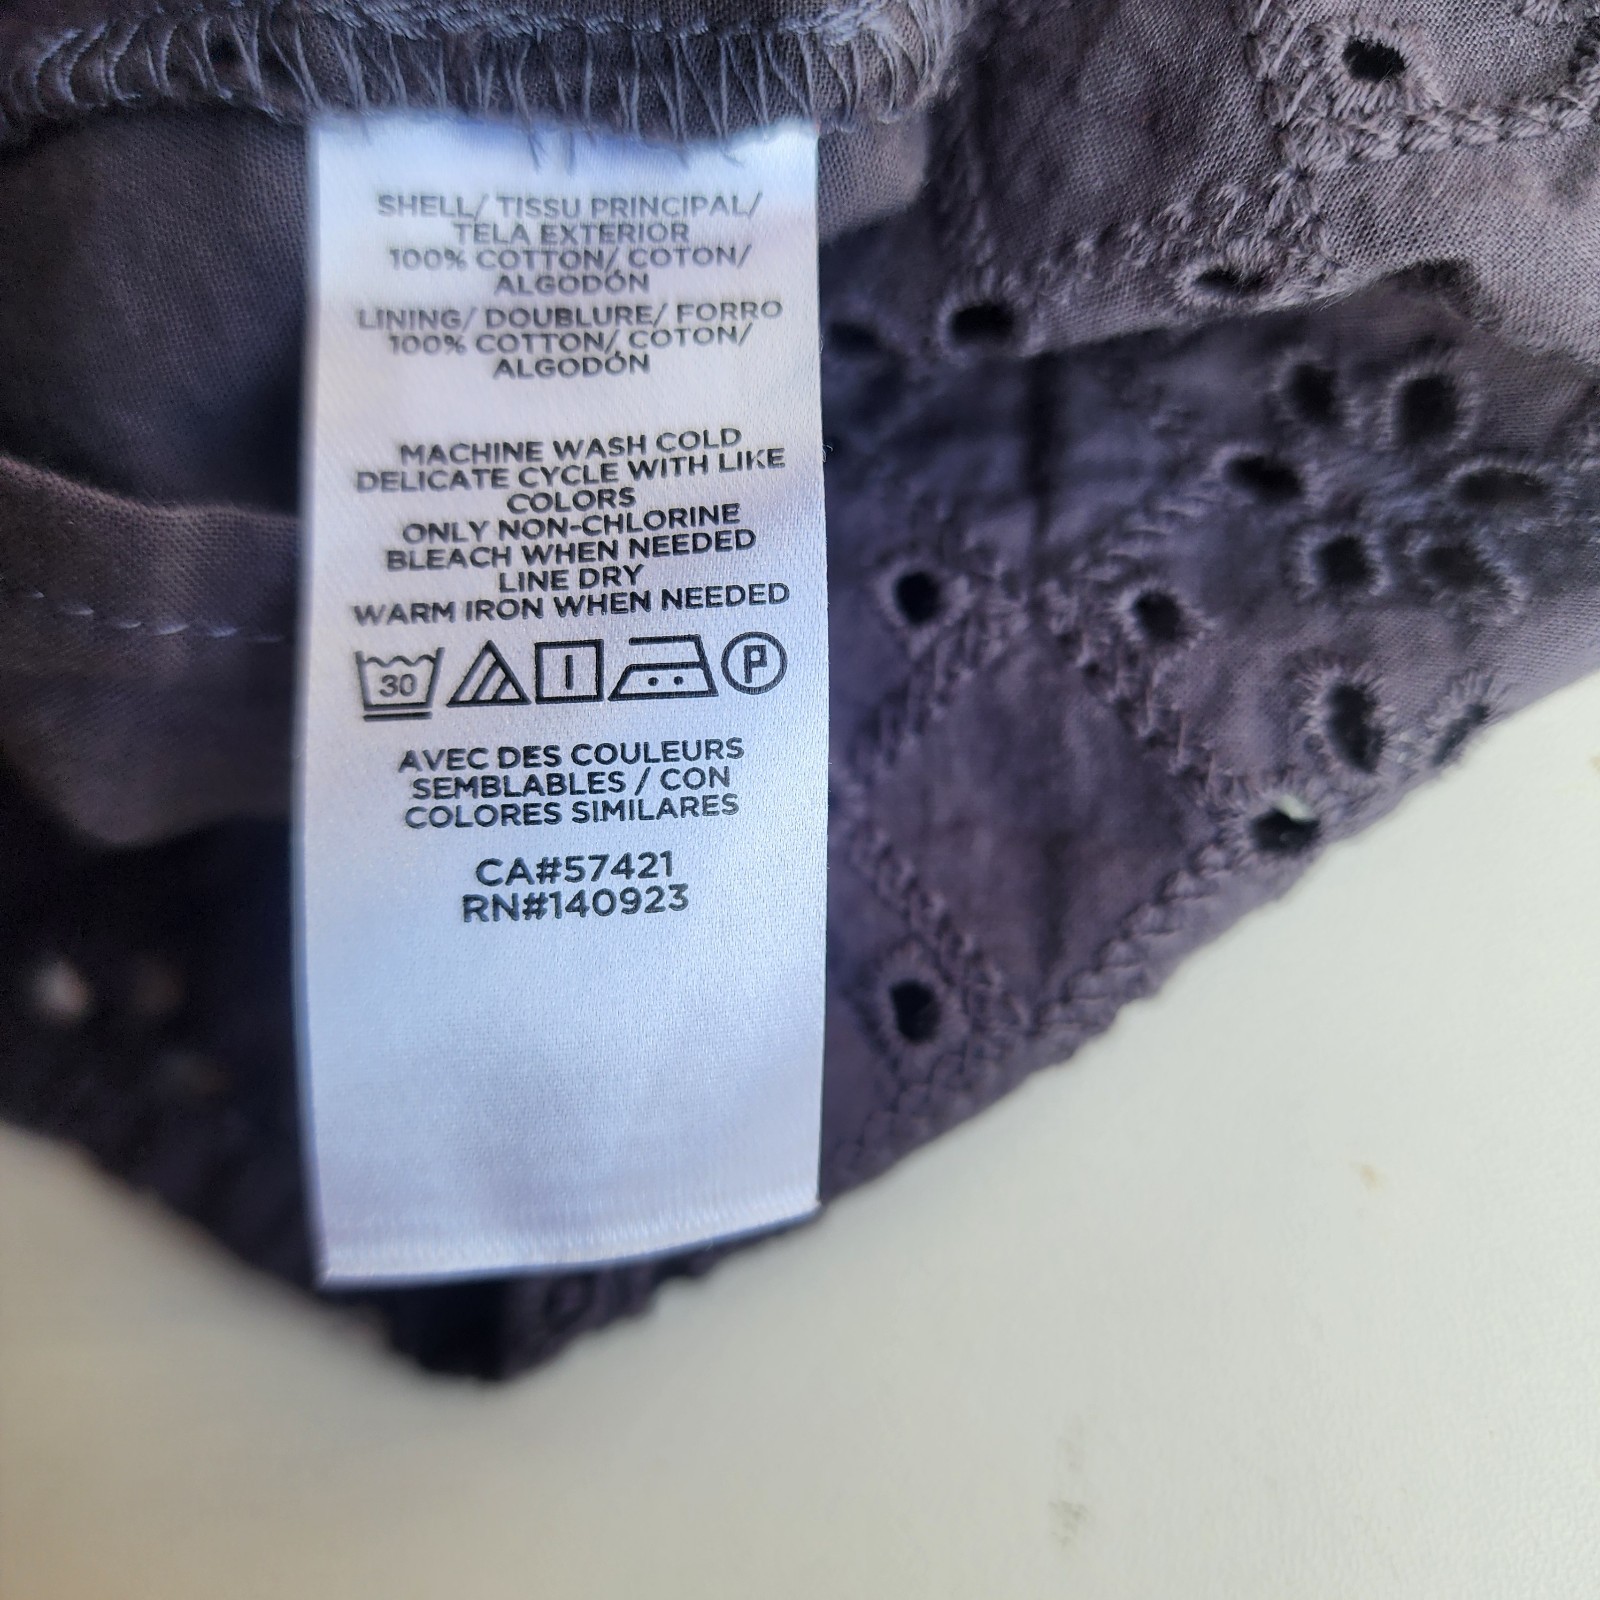 SHELL/ TISSU PRINCIPAL/
TELA EXTERIOR
100% COTTON/ COTON/
ALGODÓN
LINING/ DOUBLURE/ FORRO
100% COTTON/ COTON/
ALGODÓN
MACHINE WASH COLD
DELICATE CYCLE WITH LIKE
COLORS
ONLY NON-CHLORINE
BLEACH WHEN NEEDED
LINE DRY
WARM IRON WHEN NEEDED
30 P
AVEC DES COULEURS
SEMBLABLES / CON
COLORES SIMILARES
CA#57421
RN#140923